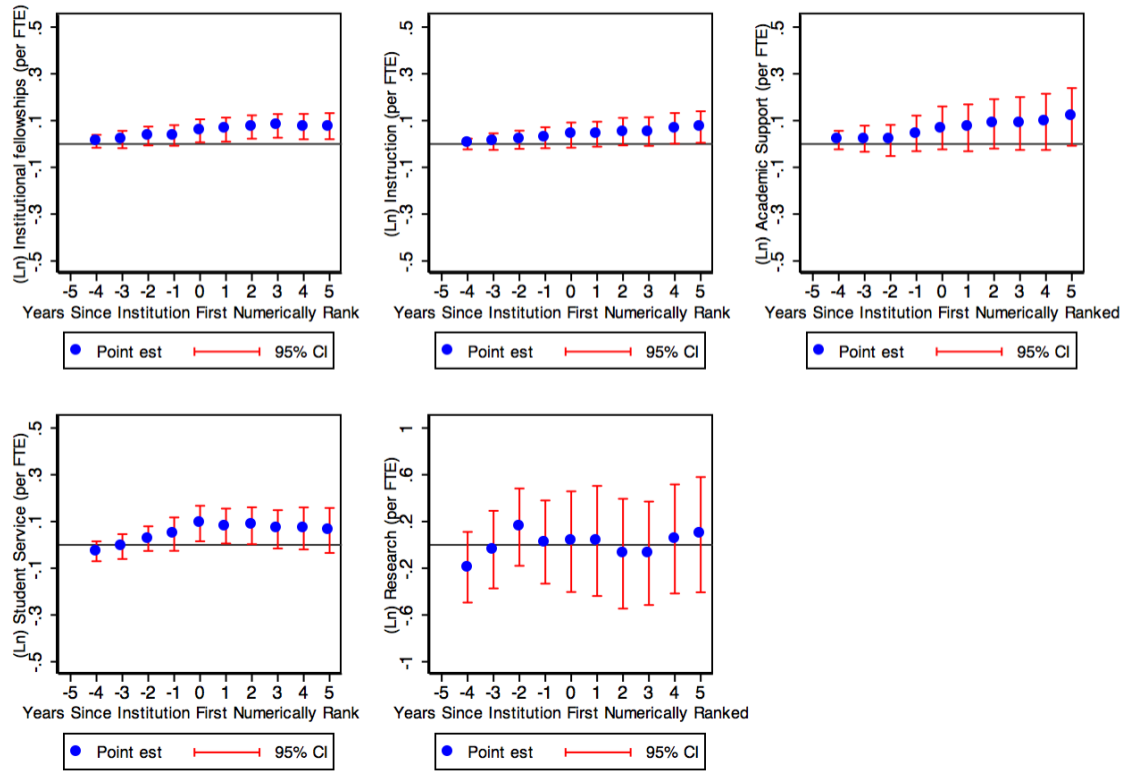 (Ln) Institutional fellowships (per FTE)
.5
.3
.1
-.1
-.3
-.5
-5 -4 -3 -2 -1 0 1 2 3 4 5
Years Since Institution First Numerically Rank
Point est 95% CI
(Ln) Instruction (per FTE)
.5
.3
.1
-.1
-.3
-.5
-5 -4 -3 -2 -1 0 1 2 3 4 5
Years Since Institution First Numerically Rank
Point est 95% CI
(Ln) Academic Support (per FTE)
.5
.3
.1
-.1
-.3
-.5
-5 -4 -3 -2 -1 0 1 2 3 4 5
Years Since Institution First Numerically Ranked
Point est 95% CI
(Ln) Student Service (per FTE)
.5
.3
.1
-.1
-.3
-.5
-5 -4 -3 -2 -1 0 1 2 3 4 5
Years Since Institution First Numerically Rank
Point est 95% CI
(Ln) Research (per FTE)
1
.6
.2
-.2
-.6
-1
-5 -4 -3 -2 -1 0 1 2 3 4 5
Years Since Institution First Numerically Ranked
Point est 95% CI